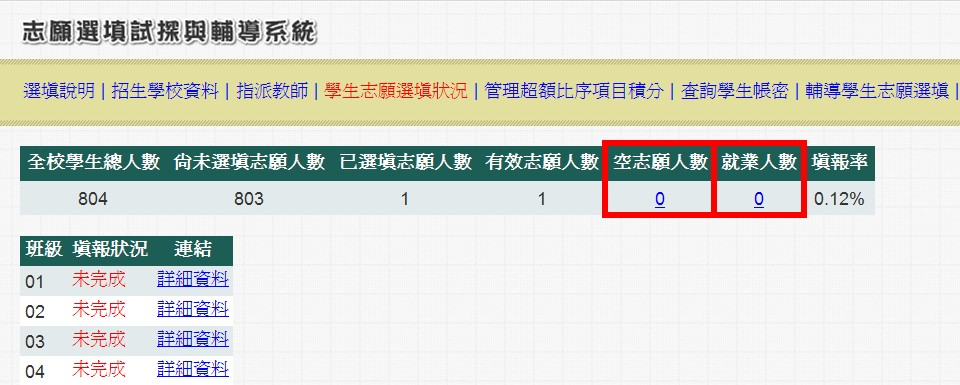 志願選填試探與輔導系統
選填說明 | 招生學校資料 | 指派教師 | 學生志願選填狀況 | 管理超額比序項目積分 | 查詢學生帳密 | 輔導學生志願選填 |
全校學生總人數 尚未選填志願人數 已選填志願人數 有效志願人數 空志願人數 就業人數 填報率
804 803 1 1 0 0 0.12%
班級 填報狀況 連結
01 未完成 詳細資料
02 未完成 詳細資料
03 未完成 詳細資料
04 未完成 詳細資料